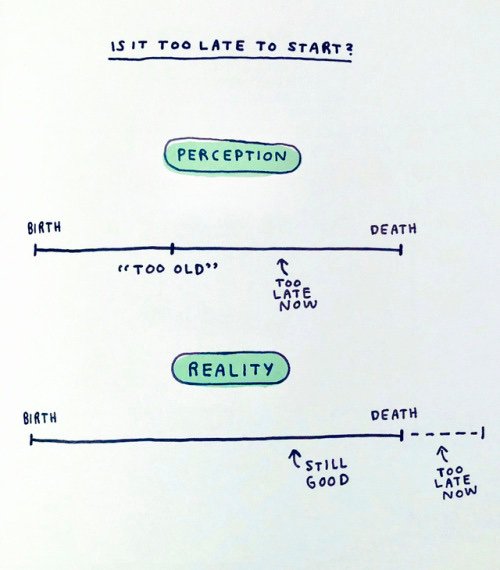 IS IT TOO LATE TO START?
PERCEPTION
BIRTH
DEATH
"TOO OLD"
TOO
LATE
NOW
REALITY
BIRTH
DEATH
STILL
GOOD
TOO
LATE
NOW